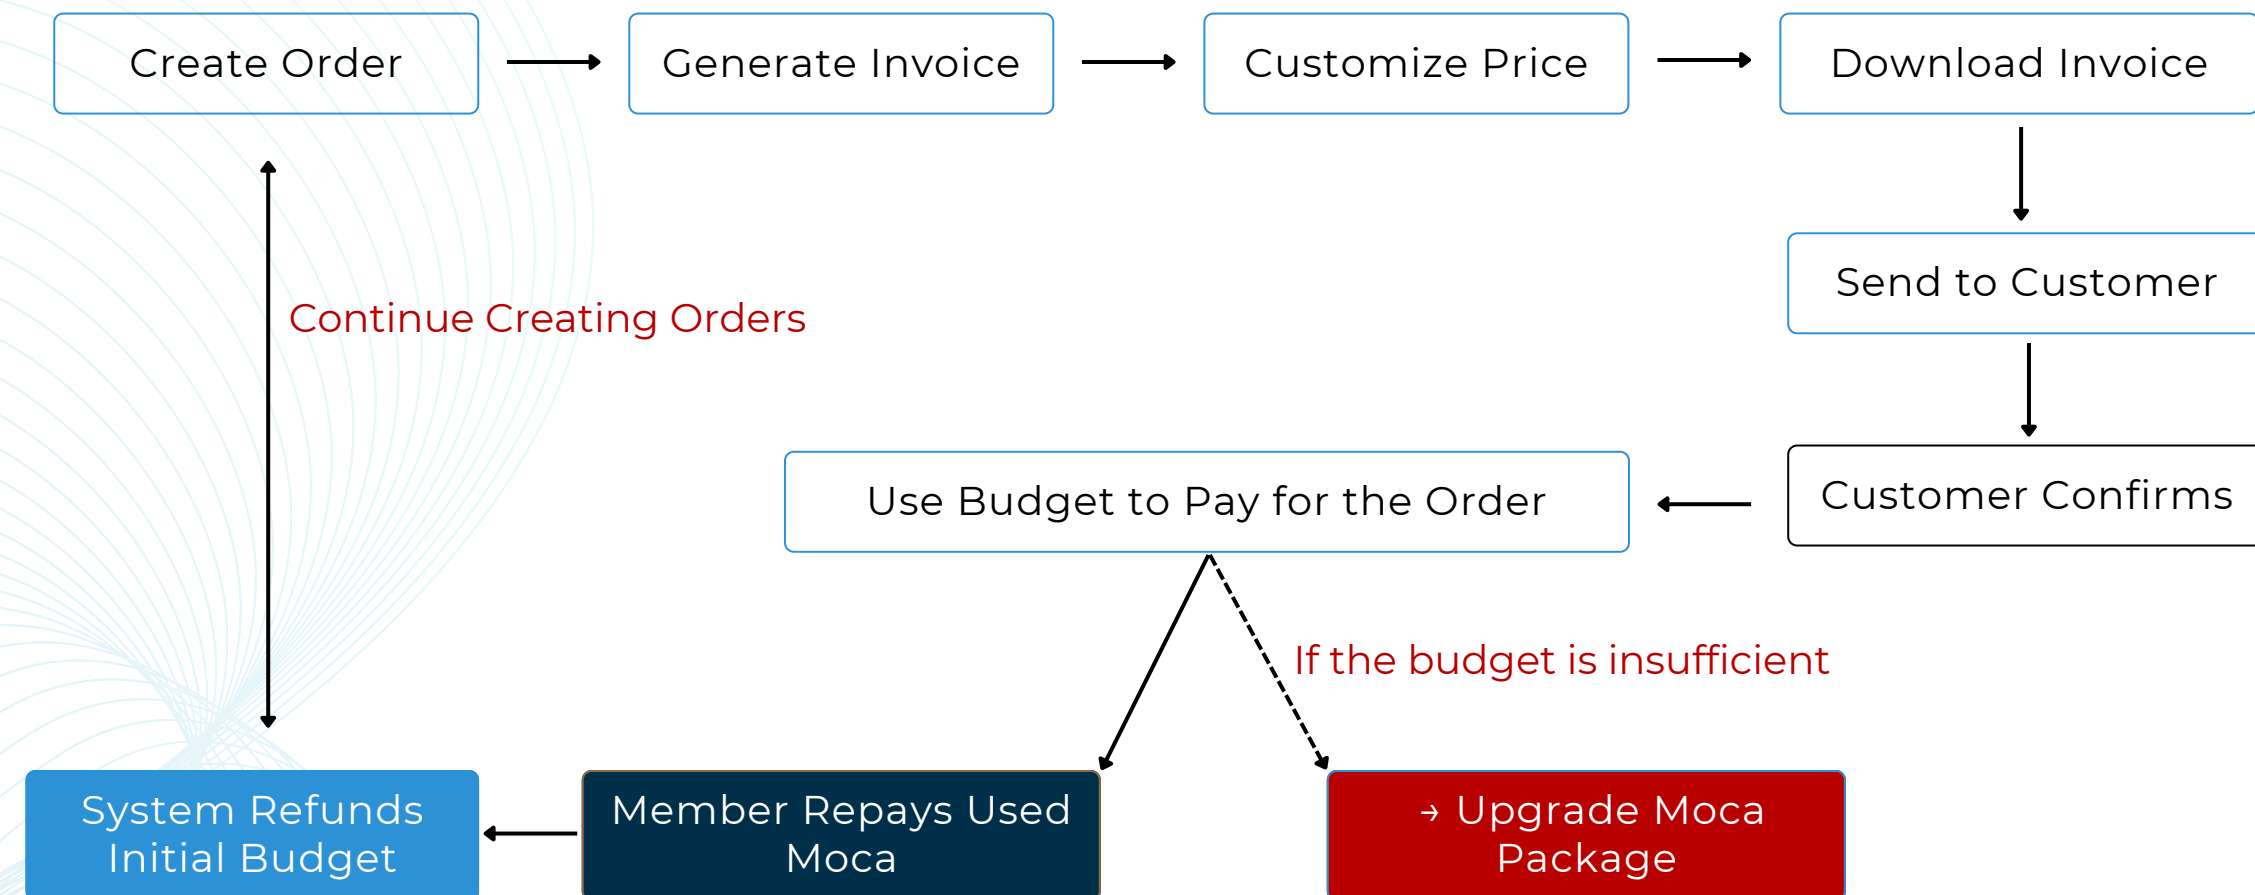 Create Order
Generate Invoice
Customize Price
Download Invoice
Send to Customer
Continue Creating Orders
Customer Confirms
Use Budget to Pay for the Order
If the budget is insufficient
System Refunds
Initial Budget
Member Repays Used
Moca
→ Upgrade Moca
Package